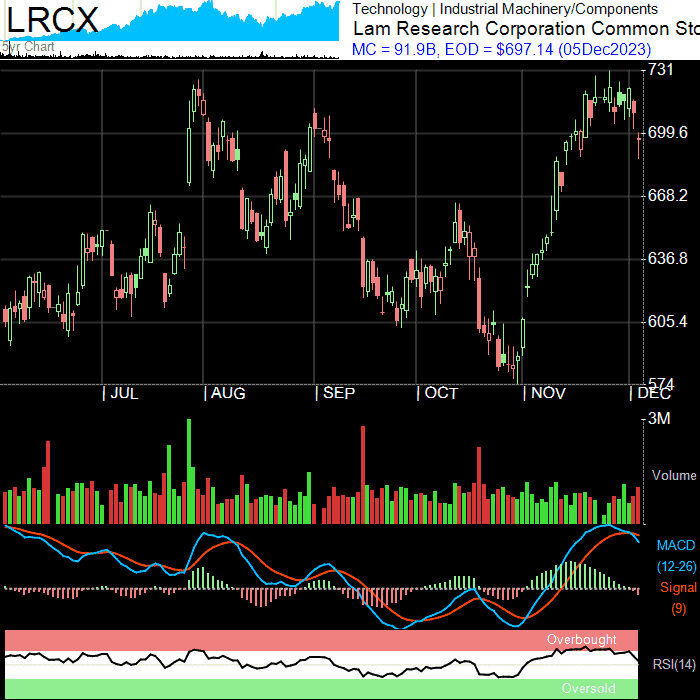 LRCX
5yr Chart
Technology | Industrial Machinery/Components
Lam Research Corporation Common Sto
MC = 91.9B, EOD = $697.14 (05Dec2023)
731
699.6
668.2
636.8
605.4
574
| JUL | AUG | SEP | OCT | NOV | DEC
3M
Volume
MACD
(12-26)
Signal
(9)
Overbought
RSI(14)
Oversold